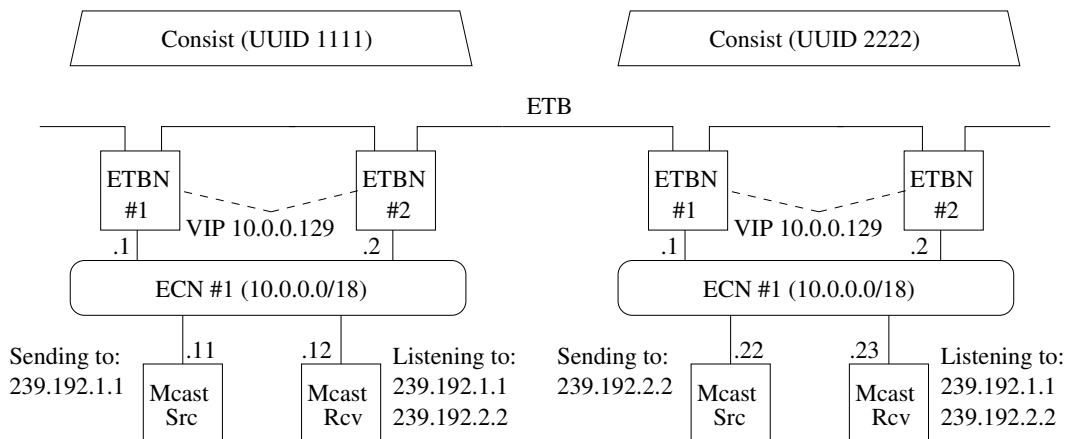 Consist (UUID 1111)
Consist (UUID 2222)
ETB
ETBN
#1
ETBN
#2
ETBN
#1
ETBN
#2
VIP 10.0.0.129
VIP 10.0.0.129
.1
.2
.1
.2
ECN #1 (10.0.0.0/18)
ECN #1 (10.0.0.0/18)
Sending to:
239.192.1.1
.11
Mcast
Src
.12
Mcast
Rcv
Listening to:
239.192.1.1
239.192.2.2
Sending to:
239.192.2.2
.22
Mcast
Src
.23
Mcast
Rcv
Listening to:
239.192.1.1
239.192.2.2